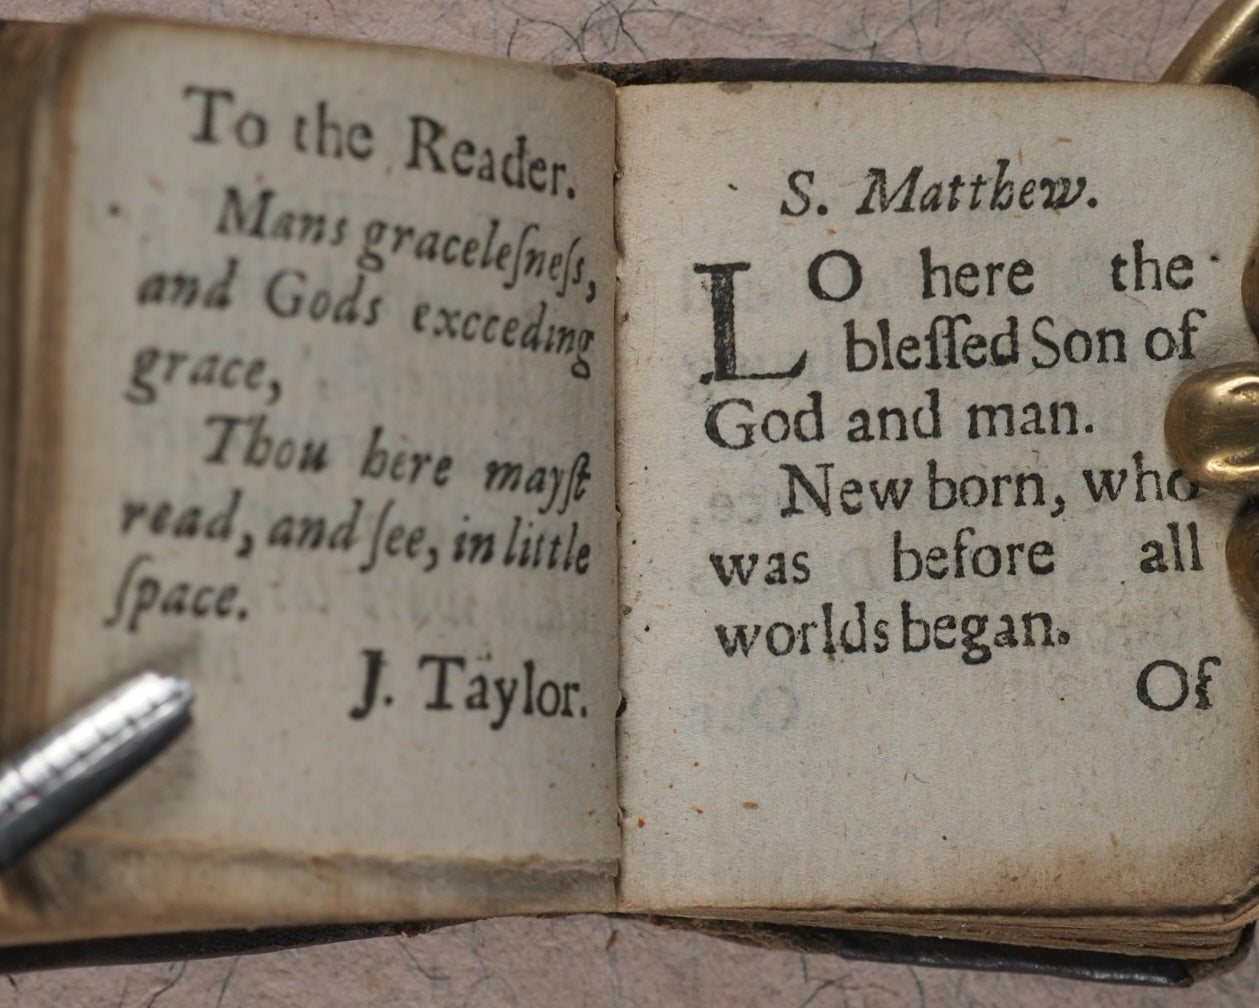 To the Reader.
Mans graceleſneſs,
and Gods exceeding
grace,
Thou here mayſt
read, and ſee, in little
ſpace.
J. Taylor.
S. Matthew.
LO here the
bleſſed Son of
God and man.
New born, who
was before all
worlds began.
Of